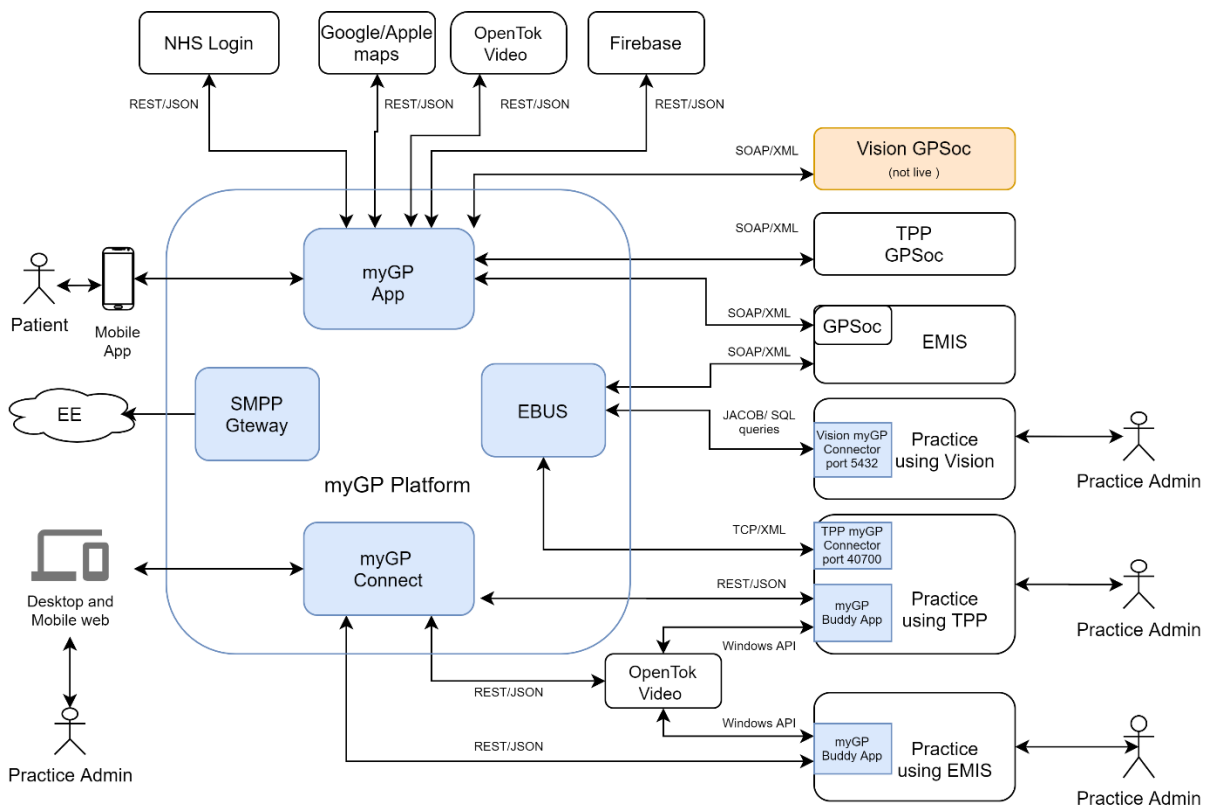 NHS Login
Google/Apple
maps
OpenTok
Video
Firebase
REST/JSON
REST/JSON
REST/JSON
REST/JSON
SOAP/XML
Vision GPSoc
(not live )
SOAP/XML
TPP
GPSoc
myGP
App
Patient
Mobile
App
SOAP/XML
GPSoc
EMIS
SOAP/XML
EE
SMPP
Gteway
EBUS
JACOB/ SQL
queries
Vision myGP
Connector
port 5432
Practice
using Vision
Practice Admin
myGP Platform
TCP/XML
TPP myGP
Connector
port 40700
myGP
Connect
REST/JSON
myGP
Buddy App
Practice
using TPP
Practice Admin
Desktop and
Mobile web
Windows API
OpenTok
Video
REST/JSON
Windows API
REST/JSON
myGP
Buddy App
Practice
using EMIS
Practice Admin
Practice Admin